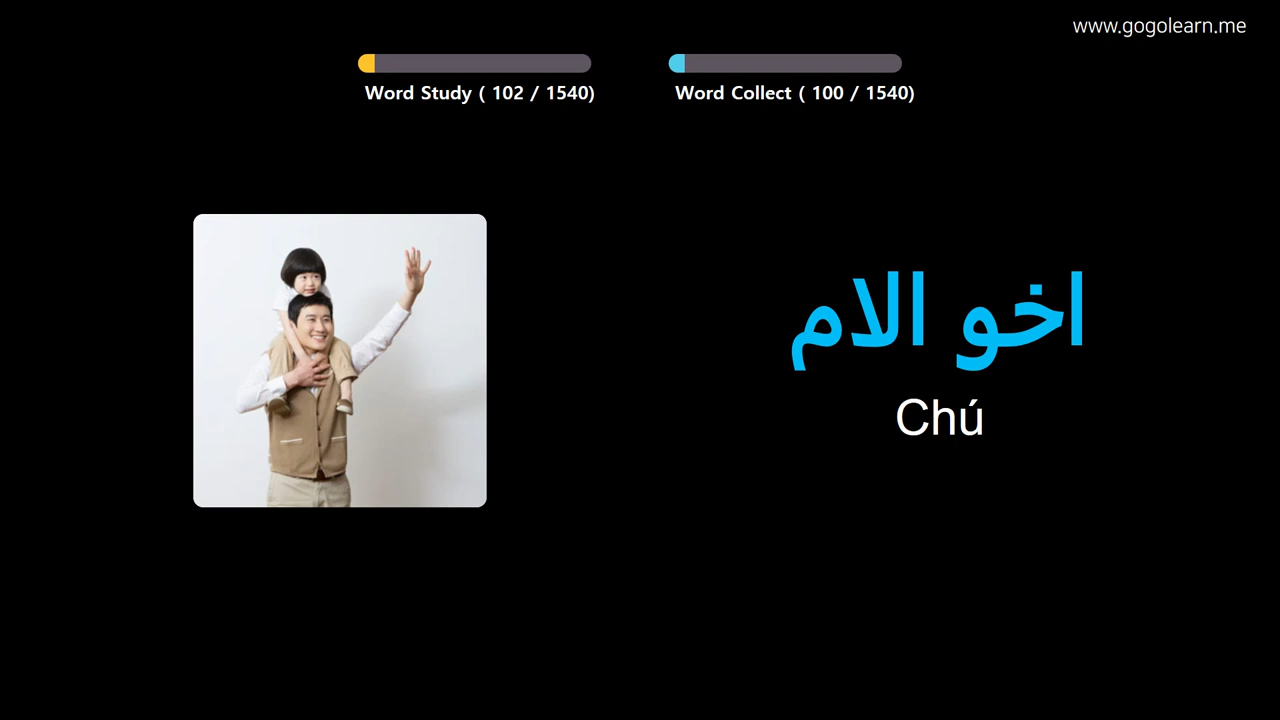 www.gogolearn.me
Word Study ( 102 / 1540)
Word Collect ( 100 / 1540)
اخو الام
Chú